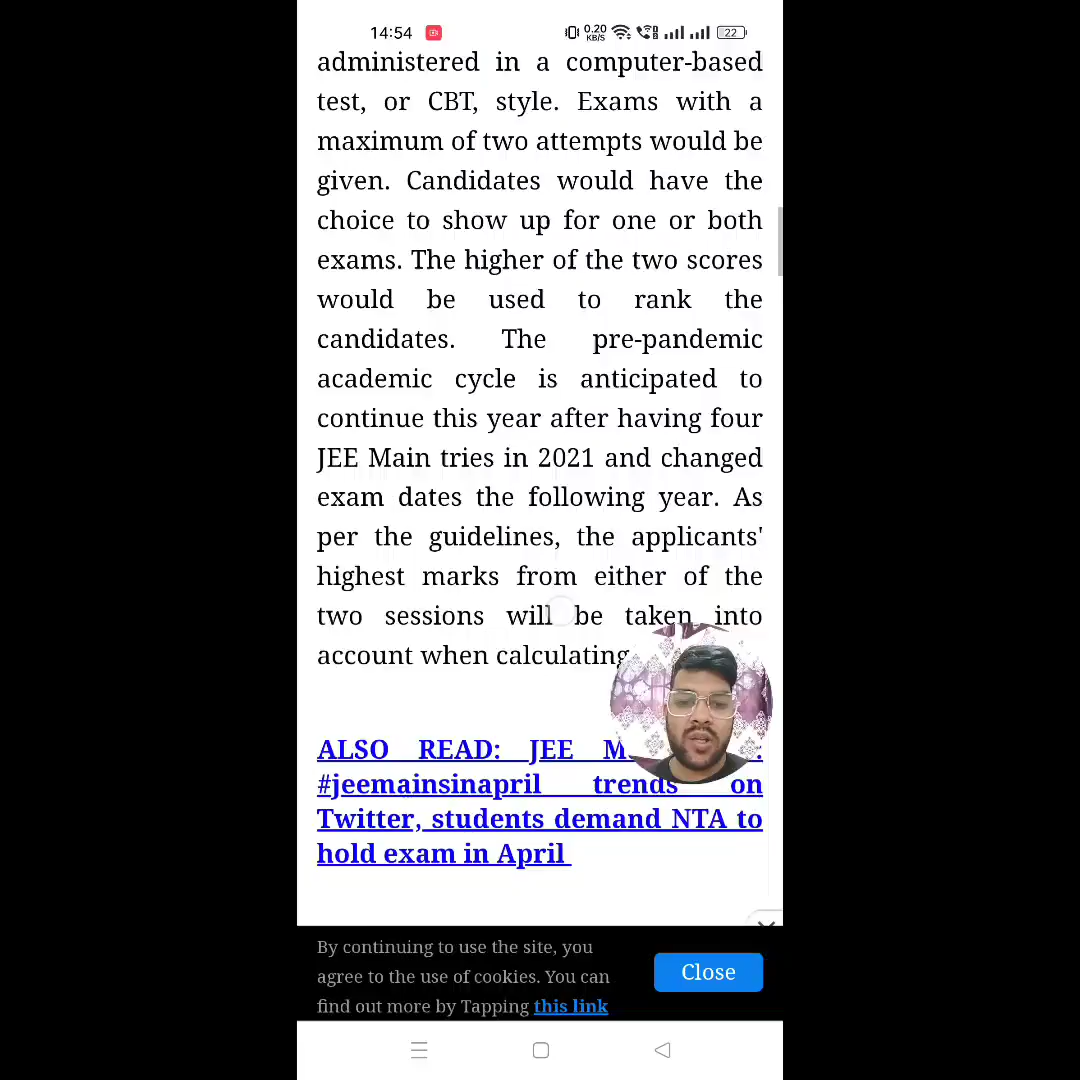 14:54
0.20
KB/S
22
administered in a computer-based
test, or CBT, style. Exams with a
maximum of two attempts would be
given. Candidates would have the
choice to show up for one or both
exams. The higher of the two scores
would be used to rank the
candidates. The pre-pandemic
academic cycle is anticipated to
continue this year after having four
JEE Main tries in 2021 and changed
exam dates the following year. As
per the guidelines, the applicants'
highest marks from either of the
two sessions will be taken into
account when calculating
ALSO READ: JEE
#jeemainsinapril trends on
Twitter, students demand NTA to
hold exam in April
By continuing to use the site, you
agree to the use of cookies. You can
find out more by Tapping this link
Close